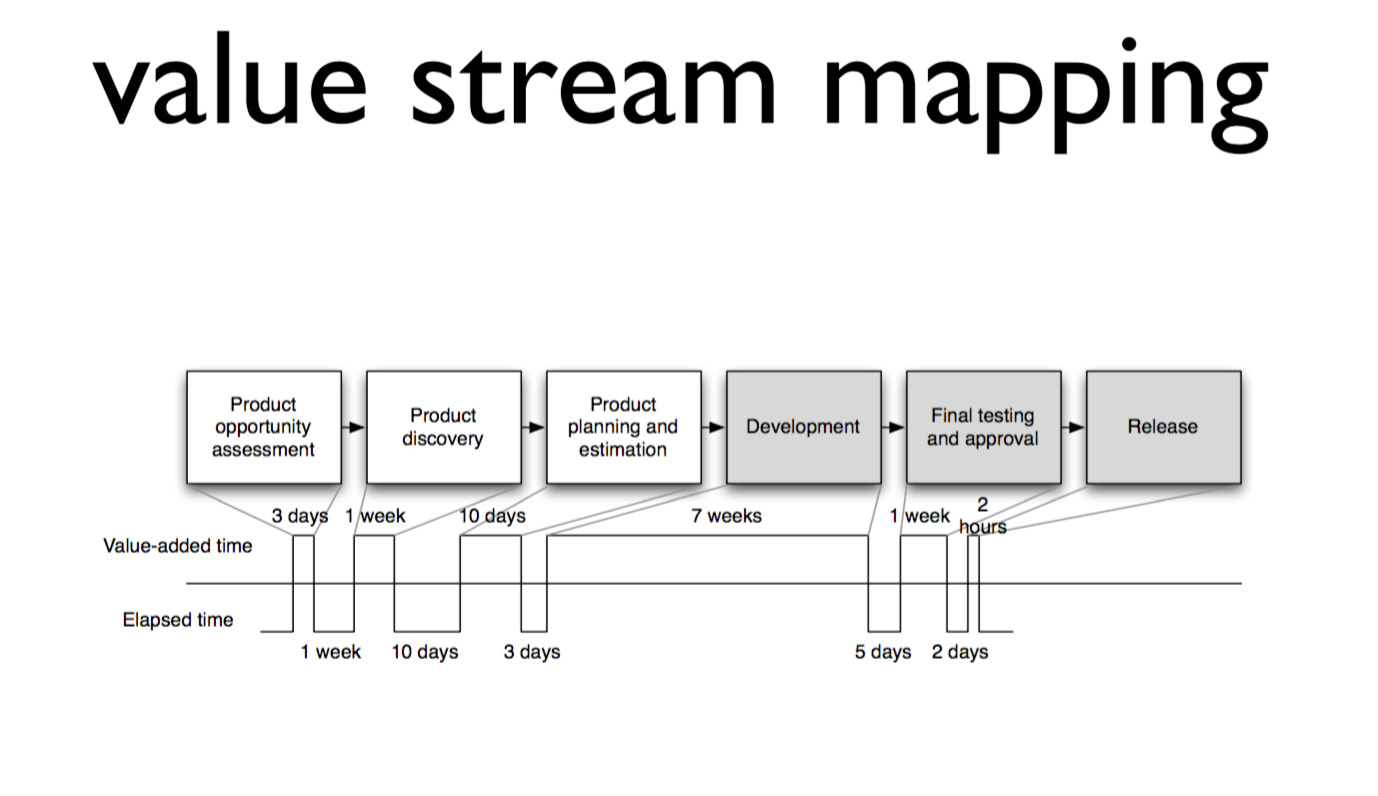 value stream mapping
Product
opportunity
assessment
Product
discovery
Product
planning and
estimation
Development
Final testing
and approval
Release
3 days
1 week
10 days
7 weeks
1 week
2
hours
Value-added time
Elapsed time
1 week
10 days
3 days
5 days
2 days